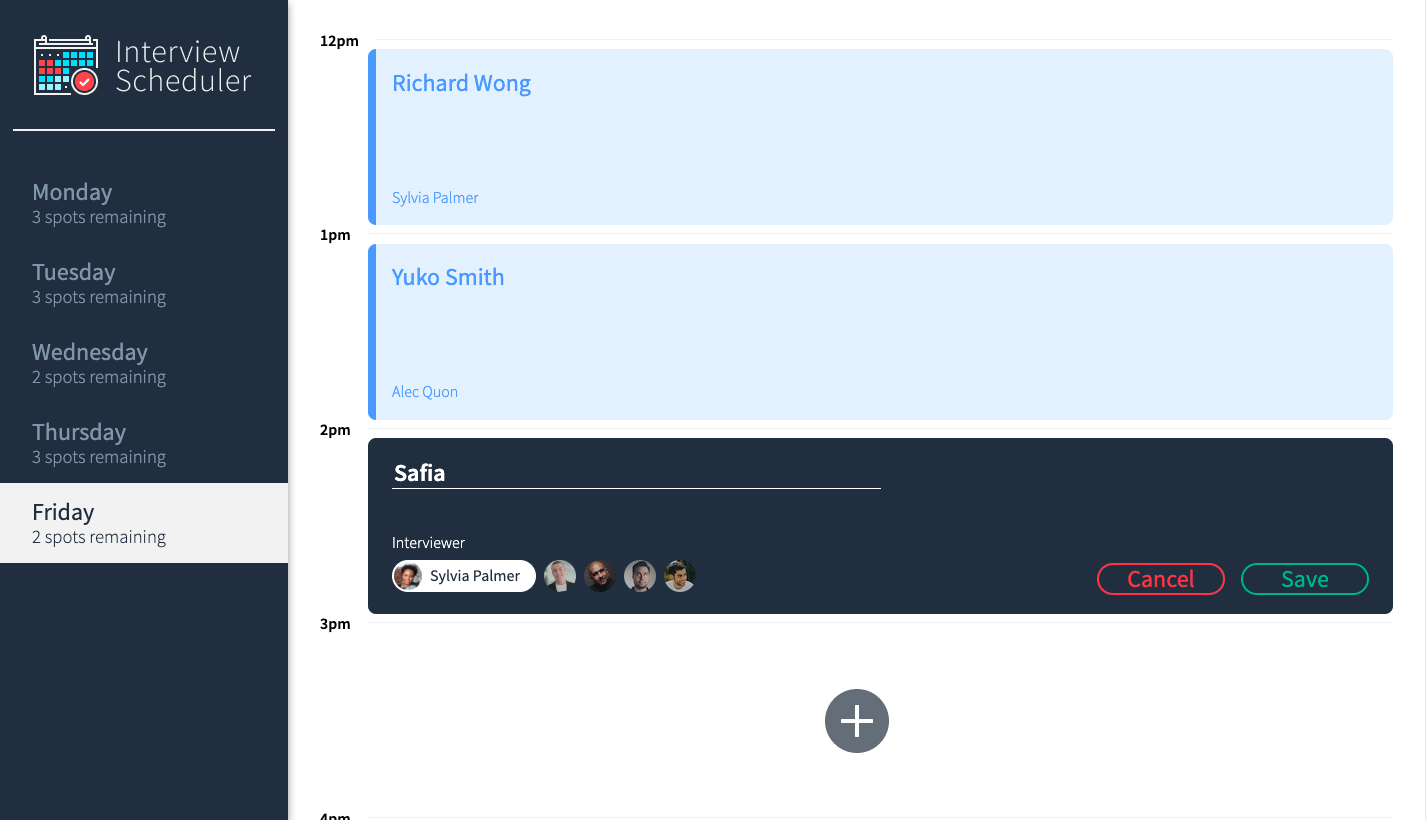 Interview
Scheduler
Monday
3 spots remaining
Tuesday
3 spots remaining
Wednesday
2 spots remaining
Thursday
3 spots remaining
Friday
2 spots remaining
12pm
Richard Wong
Sylvia Palmer
1pm
Yuko Smith
Alec Quon
2pm
Safia
Interviewer
Sylvia Palmer
Cancel
Save
3pm
4pm